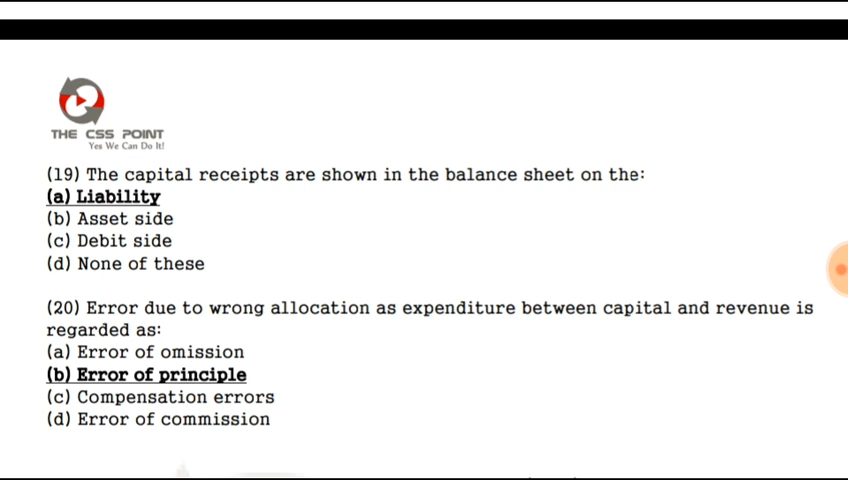 THE CSS POINT
Yes We Can Do It!
(19) The capital receipts are shown in the balance sheet on the:
(a) Liability
(b) Asset side
(c) Debit side
(d) None of these
(20) Error due to wrong allocation as expenditure between capital and revenue is
regarded as:
(a) Error of omission
(b) Error of principle
(c) Compensation errors
(d) Error of commission